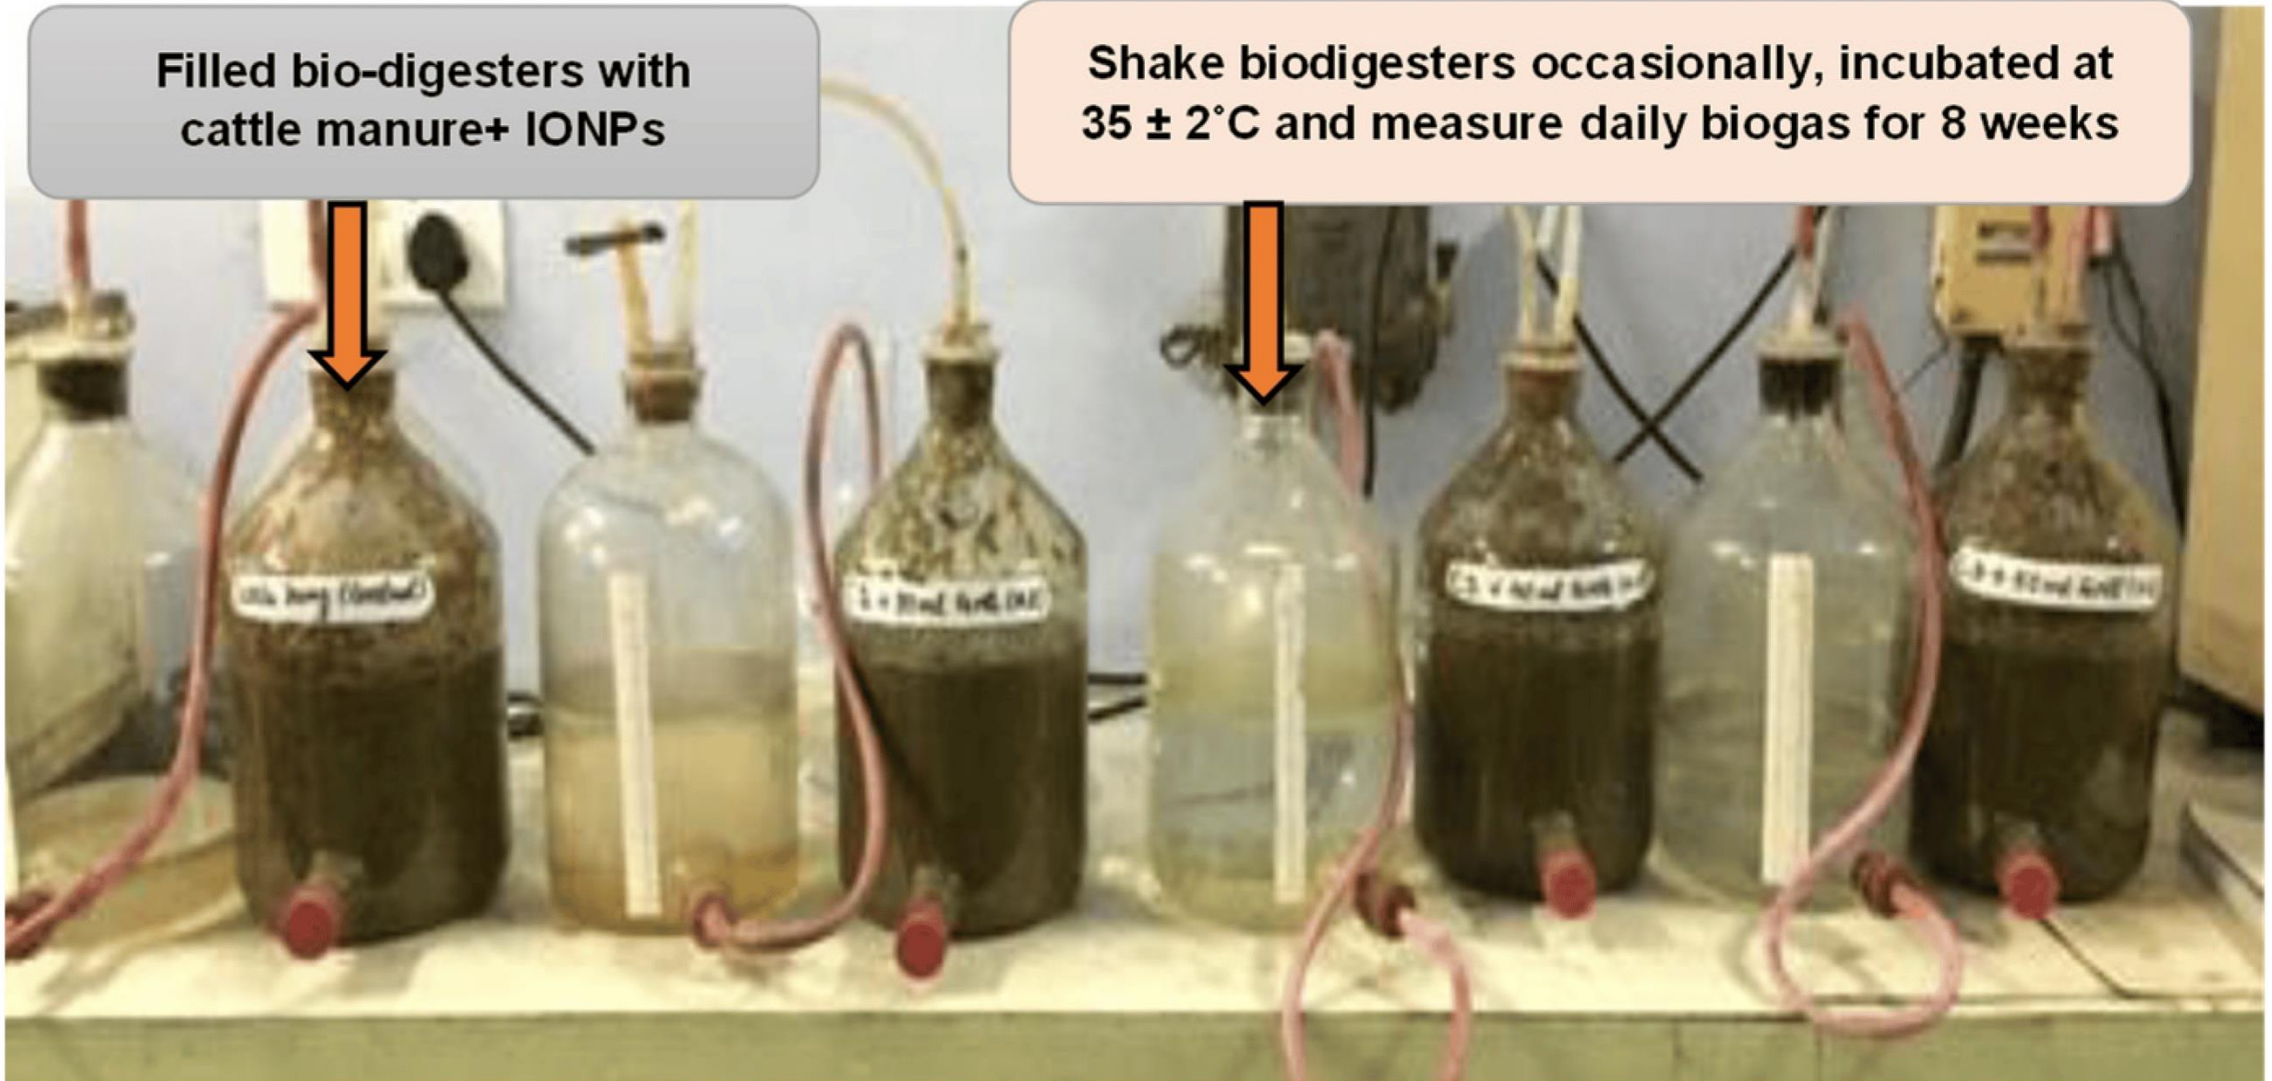 Filled bio-digesters with
cattle manure+ IONPs
Shake biodigesters occasionally, incubated at
35 ± 2°C and measure daily biogas for 8 weeks